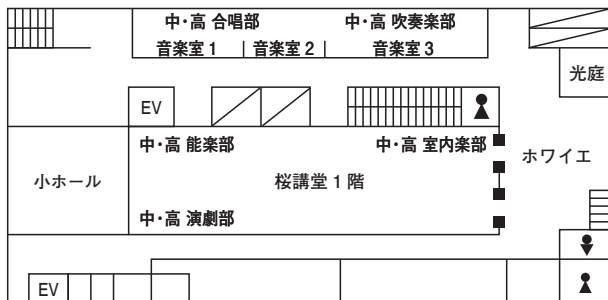 中・高 合唱部 中・高 吹奏楽部
音楽室 1 音楽室 2 音楽室 3
光庭
EV
中・高 能楽部 中・高 室内楽部
ホワイエ
小ホール 桜講堂 1 階
中・高 演劇部
EV